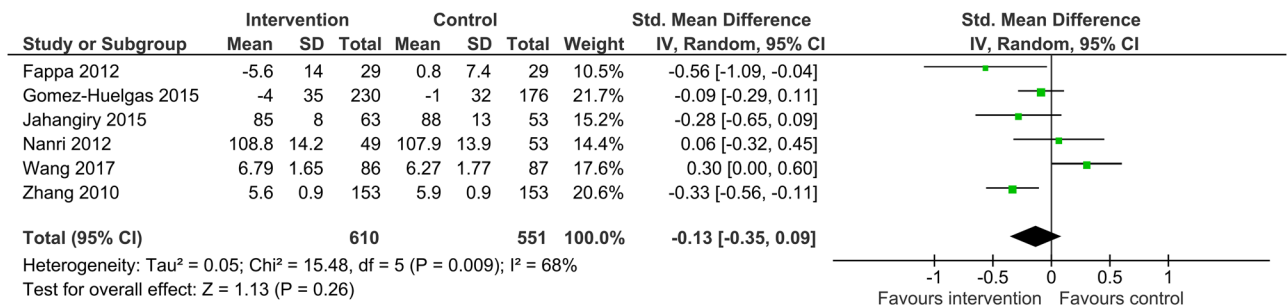 Intervention Control Std. Mean Difference Std. Mean Difference
Study or Subgroup Mean SD Total Mean SD Total Weight IV, Random, 95% CI IV, Random, 95% CI
Fappa 2012 -5.6 14 29 0.8 7.4 29 10.5% -0.56 [-1.09, -0.04]
Gomez-Huelgas 2015 -4 35 230 -1 32 176 21.7% -0.09 [-0.29, 0.11]
Jahangiry 2015 85 8 63 88 13 53 15.2% -0.28 [-0.65, 0.09]
Nanri 2012 108.8 14.2 49 107.9 13.9 53 14.4% 0.06 [-0.32, 0.45]
Wang 2017 6.79 1.65 86 6.27 1.77 87 17.6% 0.30 [0.00, 0.60]
Zhang 2010 5.6 0.9 153 5.9 0.9 153 20.6% -0.33 [-0.56, -0.11]
Total (95% CI) 610 551 100.0% -0.13 [-0.35, 0.09]
Heterogeneity: Tau² = 0.05; Chi² = 15.48, df = 5 (P = 0.009); I² = 68%
Test for overall effect: Z = 1.13 (P = 0.26)
-1 -0.5 0 0.5 1
Favours intervention Favours control